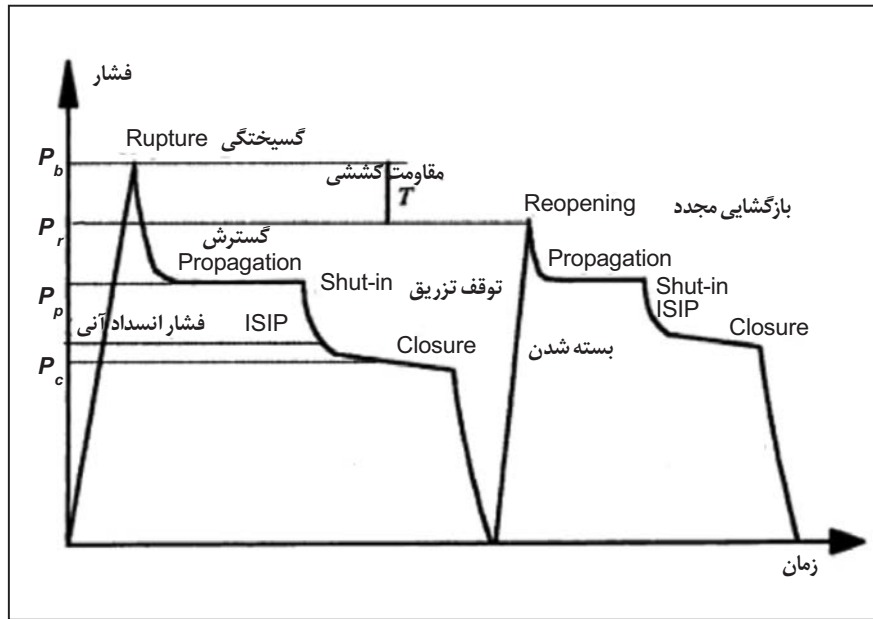 فشار
Rupture گسیختگی
P_b
مقاومت کششی
T
P_r
Reopening بازگشایی مجدد
گسترش
Propagation
Propagation
P_p
Shut-in توقف تزریق
Shut-in
ISIP
فشار انسداد آنی ISIP
Closure
Closure
بسته شدن
P_c
زمان